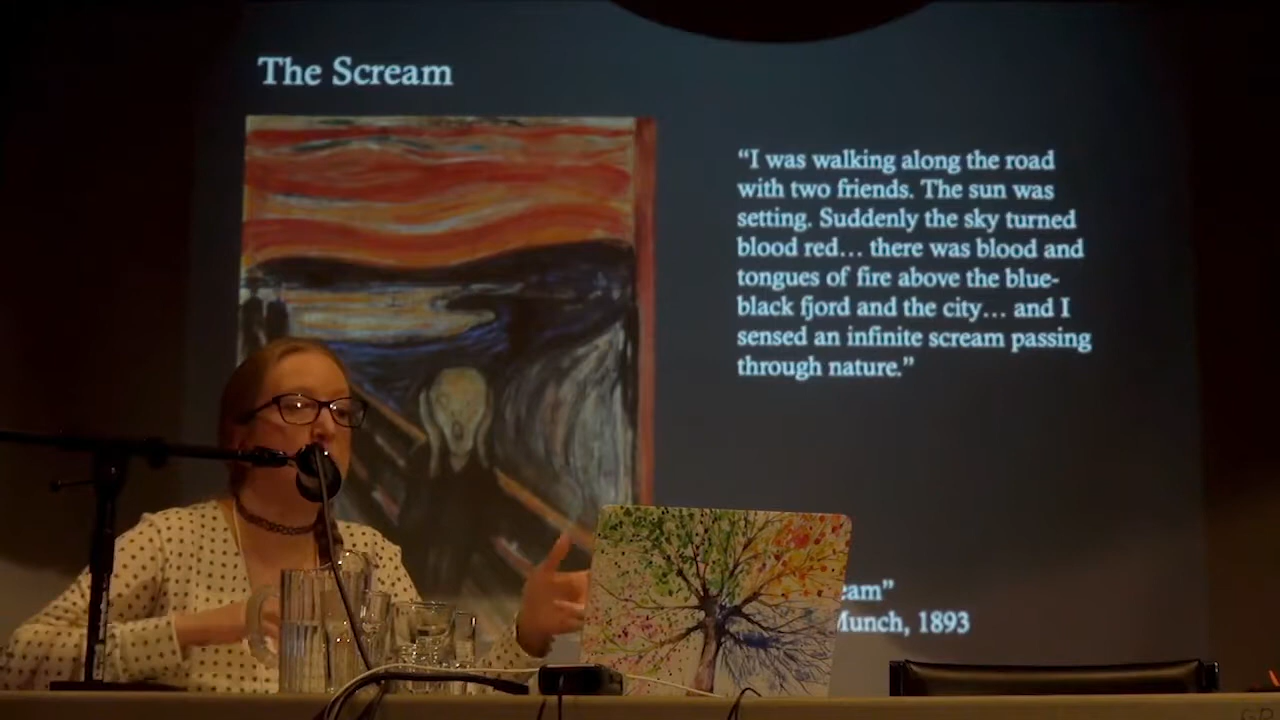 The Scream
“I was walking along the road
with two friends. The sun was
setting. Suddenly the sky turned
blood red… there was blood and
tongues of fire above the blue-
black fjord and the city… and I
sensed an infinite scream passing
through nature.”
Munch, 1893